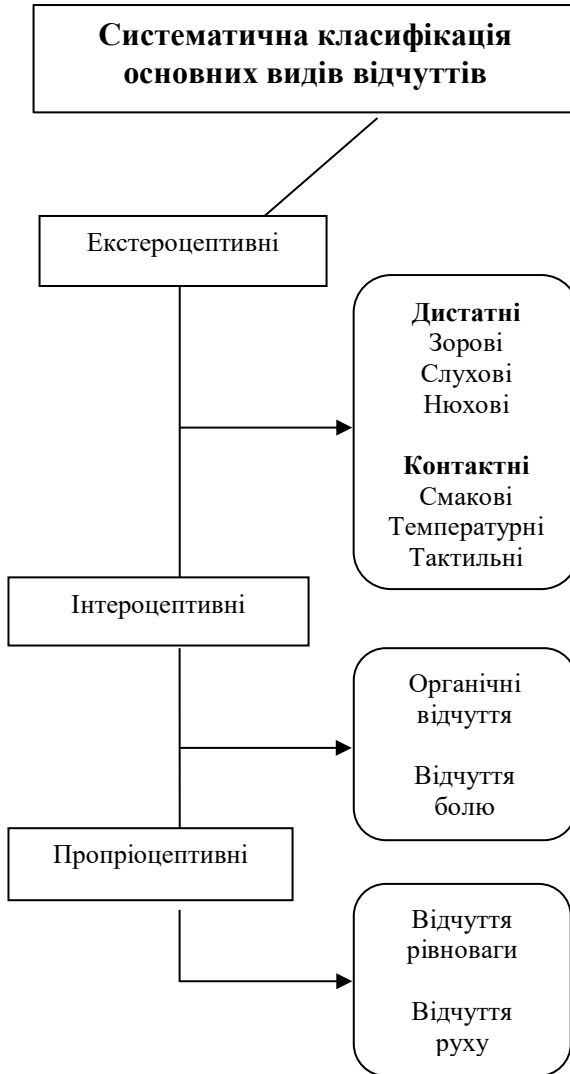 Систематична класифікація
основних видів відчуттів
Екстероцептивні
Дистатні
Зорові
Слухові
Нюхові
Контактні
Смакові
Температурні
Тактильні
Інтероцептивні
Органічні
відчуття
Відчуття
болю
Пропріоцептивні
Відчуття
рівноваги
Відчуття
руху